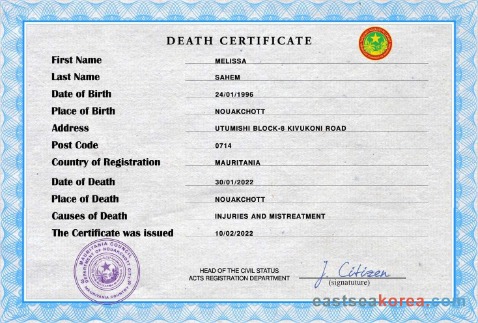 DEATH CERTIFICATE
First Name MELISSA
Last Name SAHEM
Date of Birth 24/01/1996
Place of Birth NOUAKCHOTT
Address UTUMISHI BLOCK-8 KIVUKONI ROAD
Post Code 0714
Country of Registration MAURITANIA
Date of Death 30/01/2022
Place of Death NOUAKCHOTT
Causes of Death INJURIES AND MISTREATMENT
The Certificate was issued 10/02/2022
MAURITANIA COUNCIL
HEAD OF THE CIVIL STATUS
ACTS REGISTRATION DEPARTMENT
J. Citizen
(signatuture)
eastseakorea.com